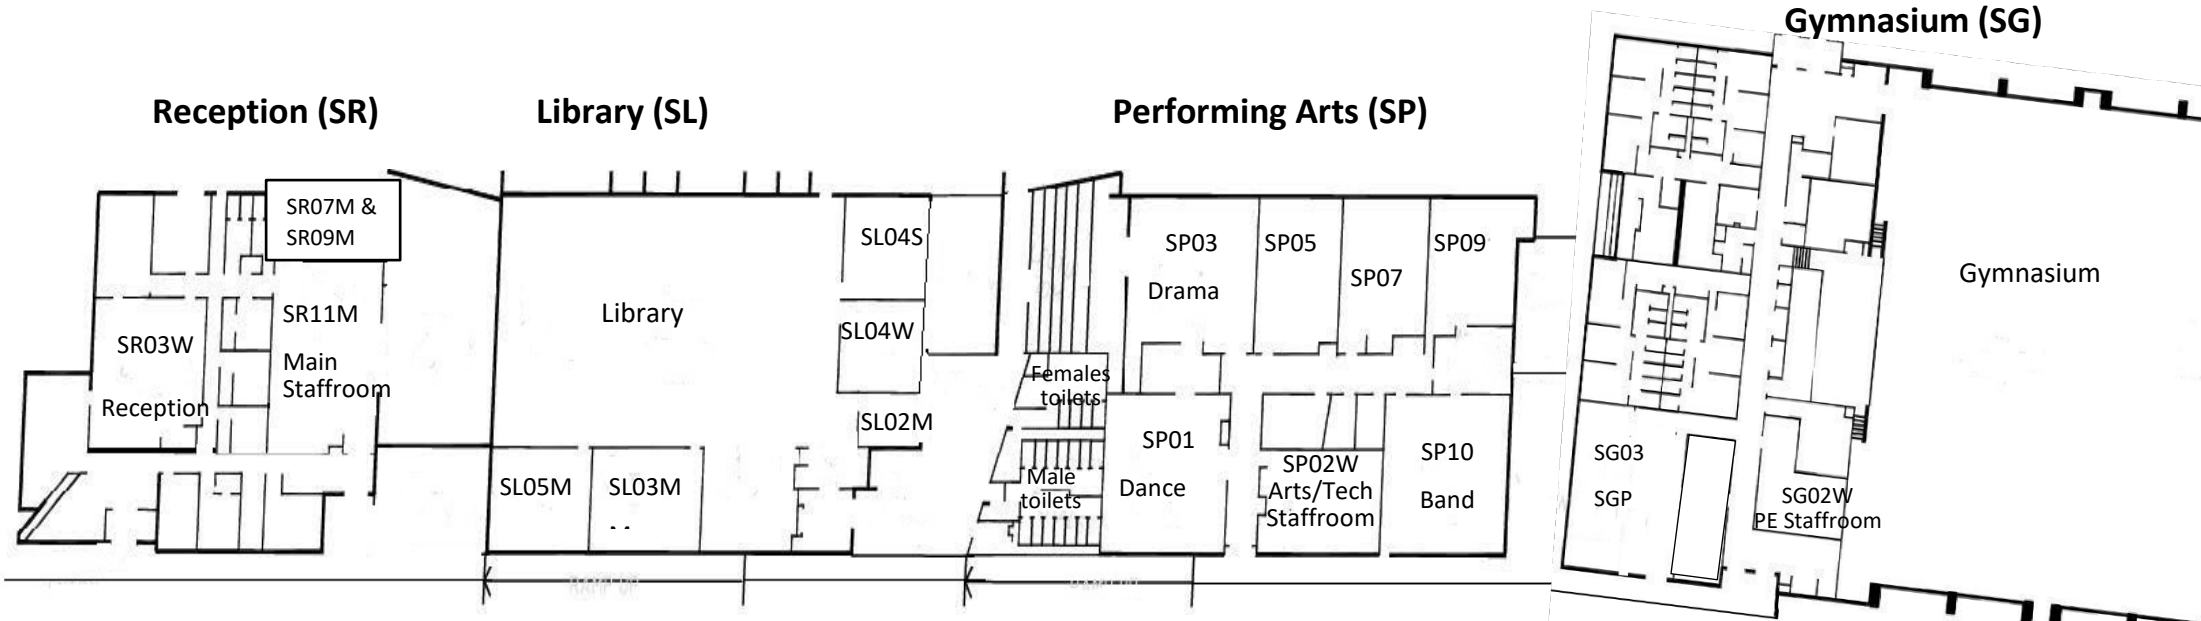 Gymnasium (SG)
Reception (SR)
Library (SL)
Performing Arts (SP)
SR07M &
SR09M
SR11M
Main
Staffroom
SR03W
Reception
Library
SL04S
SL04W
SL02M
SL05M
SL03M
Females
toilets
Male
toilets
SP03
Drama
SP05
SP07
SP09
SP01
Dance
SP02W
Arts/Tech
Staffroom
SP10
Band
Gymnasium
SG03
SGP
SG02W
PE Staffroom
RAMP UP